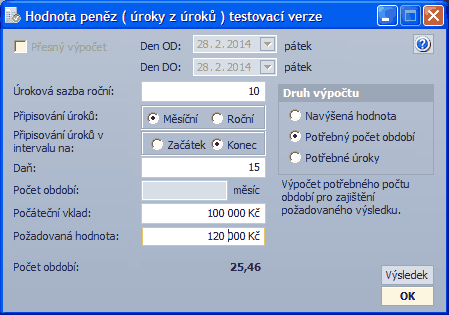 Hodnota peněz ( úroky z úroků ) testovací verze
Přesný výpočet
Den OD: 28. 2. 2014 pátek
Den DO: 28. 2. 2014 pátek
Úroková sazba roční: 10
Připisování úroků: Měsíční Roční
Připisování úroků v intervalu na: Začátek Konec
Daň: 15
Počet období: měsíc
Počáteční vklad: 100 000 Kč
Požadovaná hodnota: 120 000 Kč
Počet období: 25,46
Druh výpočtu
Navýšená hodnota
Potřebný počet období
Potřebné úroky
Výpočet potřebného počtu
období pro zajištění
požadovaného výsledku.
Výsledek
OK